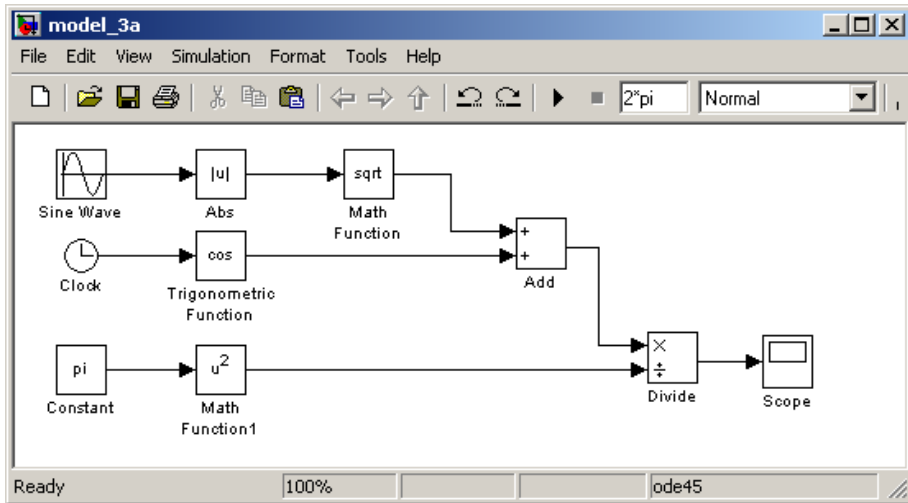 model_3a
File Edit View Simulation Format Tools Help
2*pi Normal
|u| sqrt
Sine Wave Abs Math
Function
+
cos +
Clock Trigonometric Add
Function
×
pi u² ÷
Constant Math Divide Scope
Function1
Ready 100% ode45